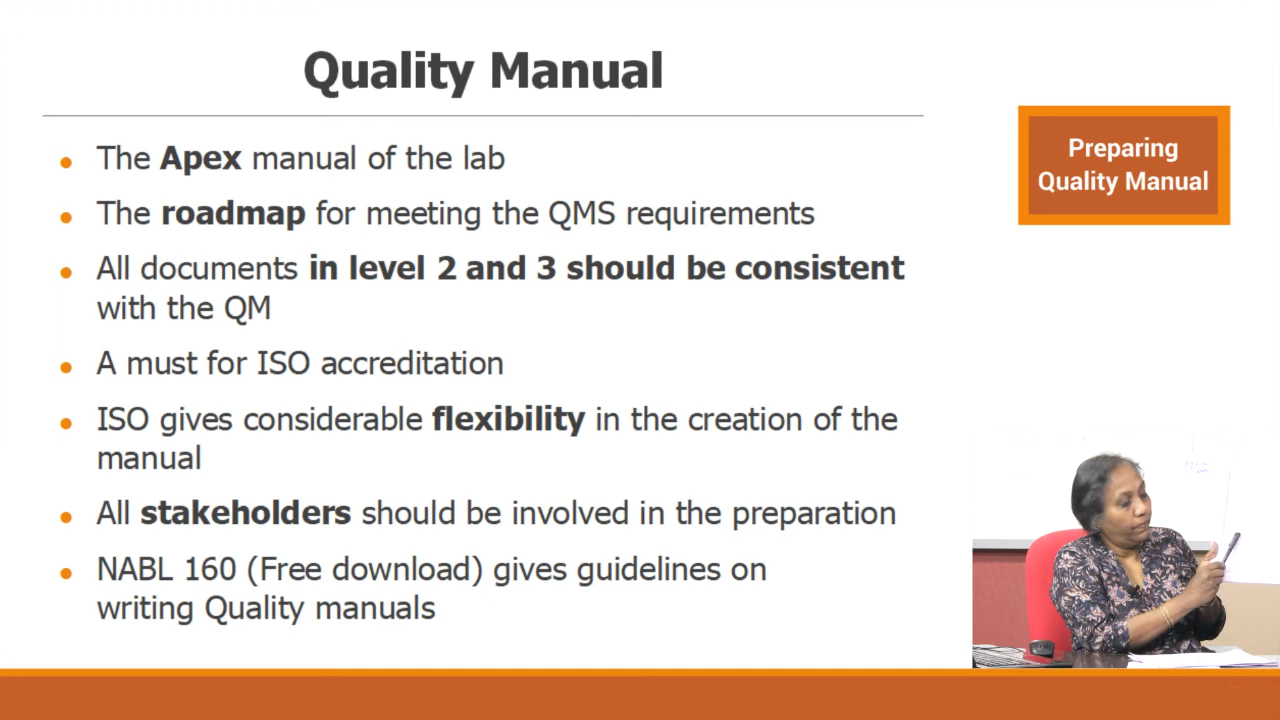 Quality Manual
The Apex manual of the lab
The roadmap for meeting the QMS requirements
All documents in level 2 and 3 should be consistent
with the QM
A must for ISO accreditation
ISO gives considerable flexibility in the creation of the
manual
All stakeholders should be involved in the preparation
NABL 160 (Free download) gives guidelines on
writing Quality manuals
Preparing
Quality Manual